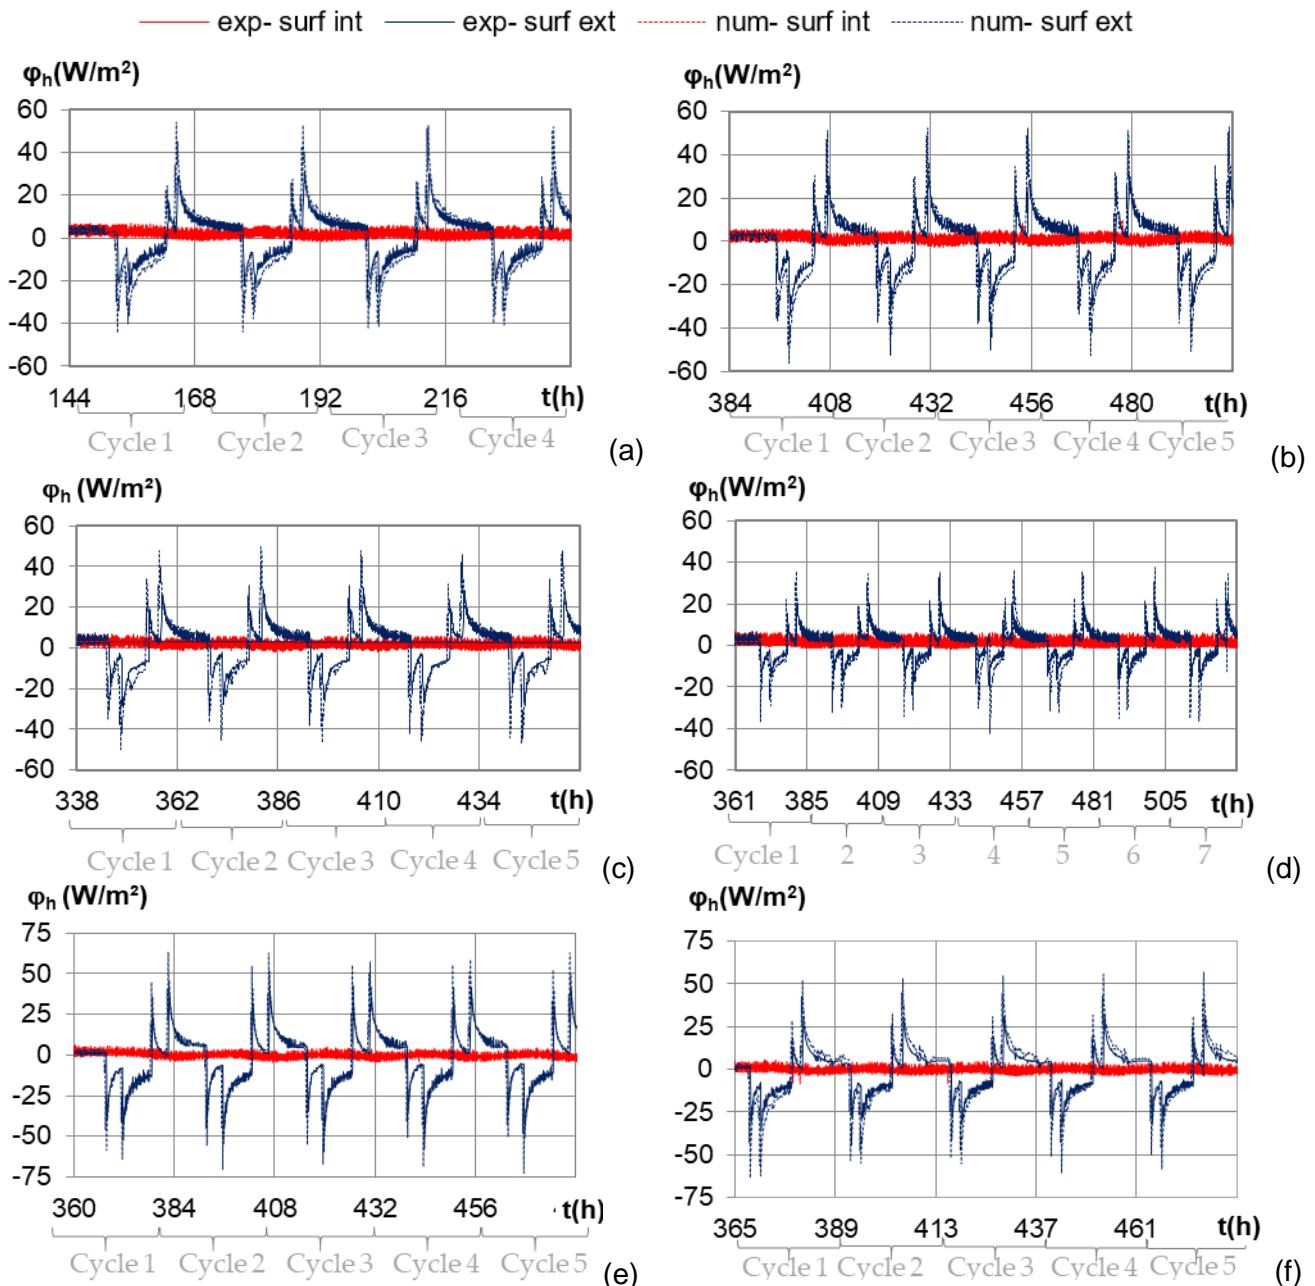 exp- surf int exp- surf ext num- surf int num- surf ext
φh(W/m²)
60
40
20
0
-20
-40
-60
144 168 192 216 t(h)
Cycle 1 Cycle 2 Cycle 3 Cycle 4
(a)
φh(W/m²)
60
40
20
0
-20
-40
-60
384 408 432 456 480 t(h)
Cycle 1 Cycle 2 Cycle 3 Cycle 4 Cycle 5
(b)
φh (W/m²)
60
40
20
0
-20
-40
-60
338 362 386 410 434 t(h)
Cycle 1 Cycle 2 Cycle 3 Cycle 4 Cycle 5
(c)
φh(W/m²)
60
40
20
0
-20
-40
-60
361 385 409 433 457 481 505 t(h)
Cycle 1 2 3 4 5 6 7
(d)
φh (W/m²)
75
50
25
0
-25
-50
-75
360 384 408 432 456 t(h)
Cycle 1 Cycle 2 Cycle 3 Cycle 4 Cycle 5
(e)
φh(W/m²)
75
50
25
0
-25
-50
-75
365 389 413 437 461 t(h)
Cycle 1 Cycle 2 Cycle 3 Cycle 4 Cycle 5
(f)